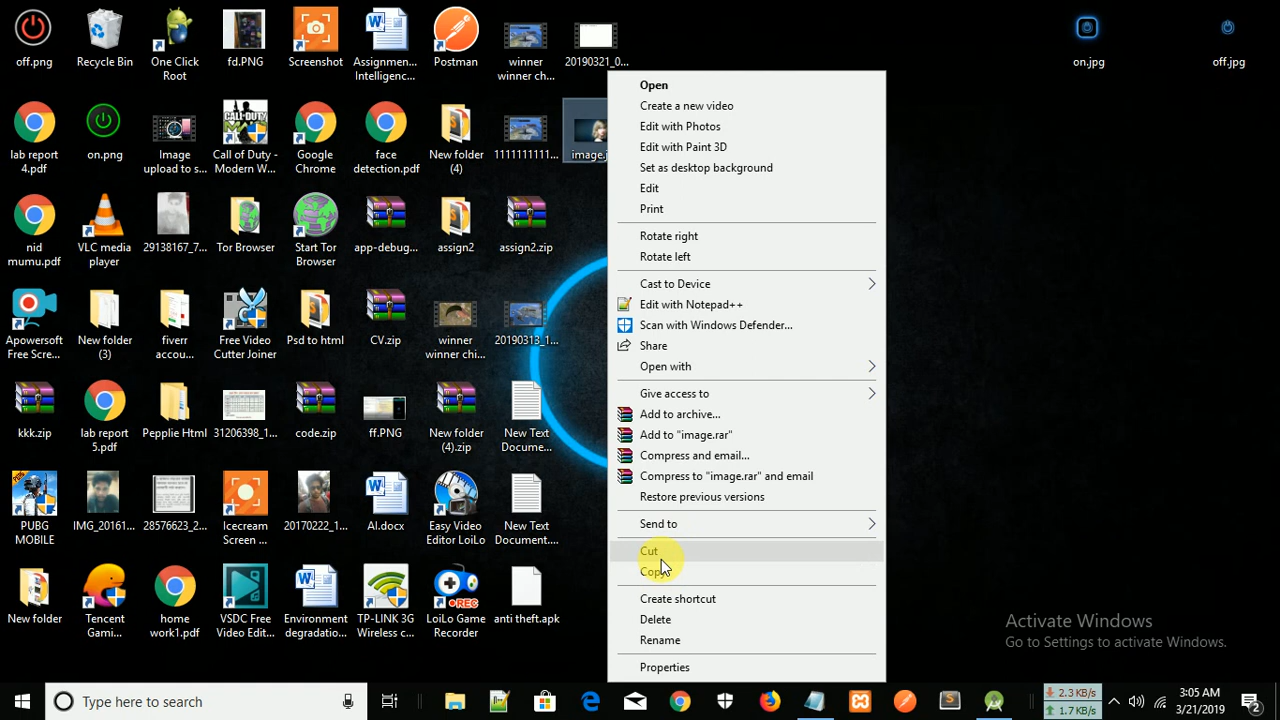 off.png
Recycle Bin
One Click
Root
fd.PNG
Screenshot
Assignmen...
Intelligenc...
Postman
winner
winner ch...
20190321_0...
on.jpg
off.jpg
lab report
4.pdf
on.png
Image
upload to s...
Call of Duty -
Modern W...
Google
Chrome
face
detection.pdf
New folder
(4)
1111111111...
image.j
nid
mumu.pdf
VLC media
player
29138167_7...
Tor Browser
Start Tor
Browser
app-debug...
assign2
assign2.zip
Apowersoft
Free Scre...
New folder
(3)
fiverr
accou...
Free Video
Cutter Joiner
Psd to html
CV.zip
winner
winner chi...
20190313_1...
kkk.zip
lab report
5.pdf
Pepplie Html
31206398_1...
code.zip
ff.PNG
New folder
(4).zip
New Text
Docume...
PUBG
MOBILE
IMG_20161...
28576623_2...
Icecream
Screen ...
20170222_1...
AI.docx
Easy Video
Editor LoiLo
New Text
Document....
New folder
Tencent
Gami...
home
work1.pdf
VSDC Free
Video Edit...
Environment
degradatio...
TP-LINK 3G
Wireless c...
LoiLo Game
Recorder
anti theft.apk
Open
Create a new video
Edit with Photos
Edit with Paint 3D
Set as desktop background
Edit
Print
Rotate right
Rotate left
Cast to Device
Edit with Notepad++
Scan with Windows Defender...
Share
Open with
Give access to
Add to archive...
Add to "image.rar"
Compress and email...
Compress to "image.rar" and email
Restore previous versions
Send to
Cut
Copy
Create shortcut
Delete
Rename
Properties
Activate Windows
Go to Settings to activate Windows.
Type here to search
2.3 KB/s
1.7 KB/s
3:05 AM
3/21/2019
2